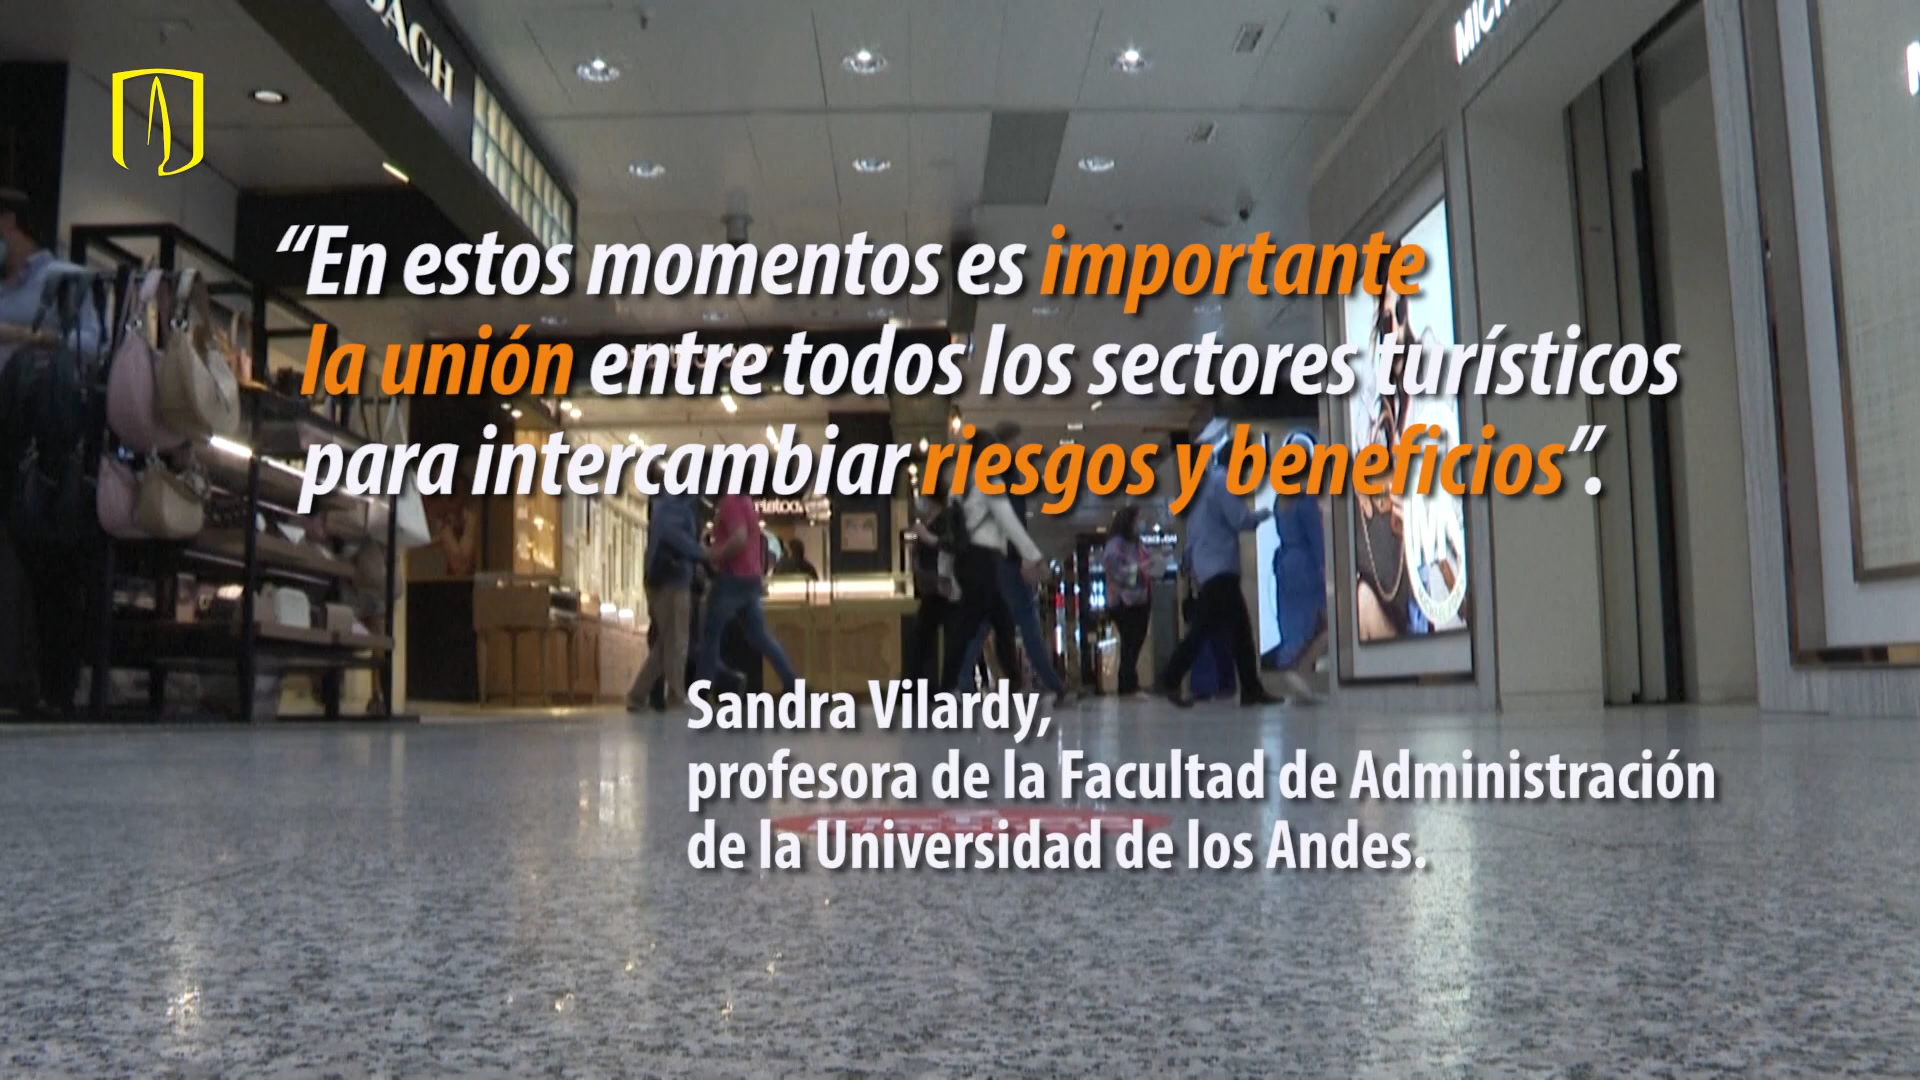 “En estos momentos es importante
la unión entre todos los sectores turísticos
para intercambiar riesgos y beneficios”.
Sandra Vilardy,
profesora de la Facultad de Administración
de la Universidad de los Andes.
MK